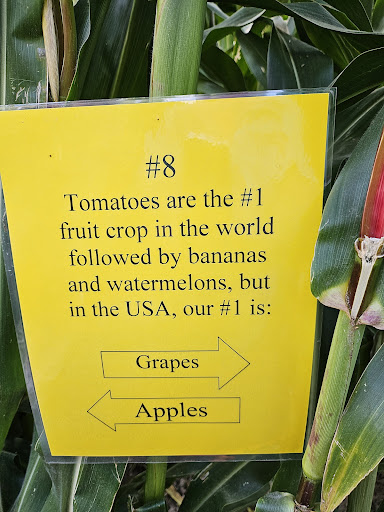 #8
Tomatoes are the #1
fruit crop in the world
followed by bananas
and watermelons, but
in the USA, our #1 is:
Grapes
Apples